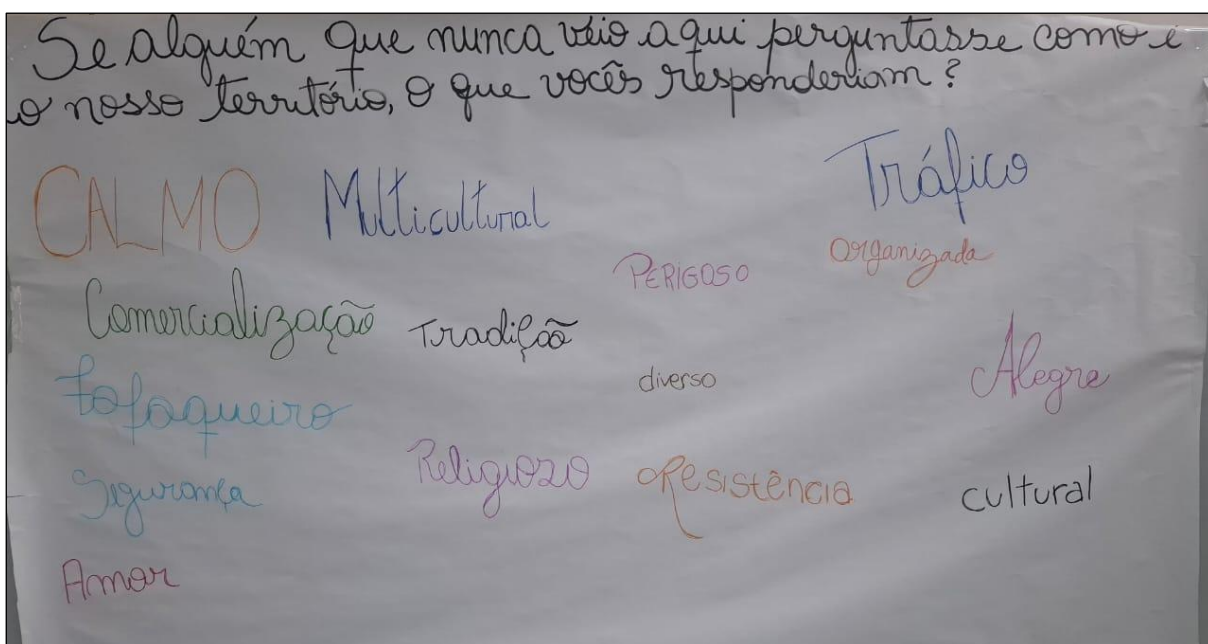 Se alguém que nunca veio aqui perguntasse como é
o nosso território, o que vocês responderiam?
CALMO Multicultural Tráfico
PERIGOSO Organizada
Comercialização Tradição
diverso Alegre
Fofoqueiro
Religiozo Resistência cultural
Segurança
Amor